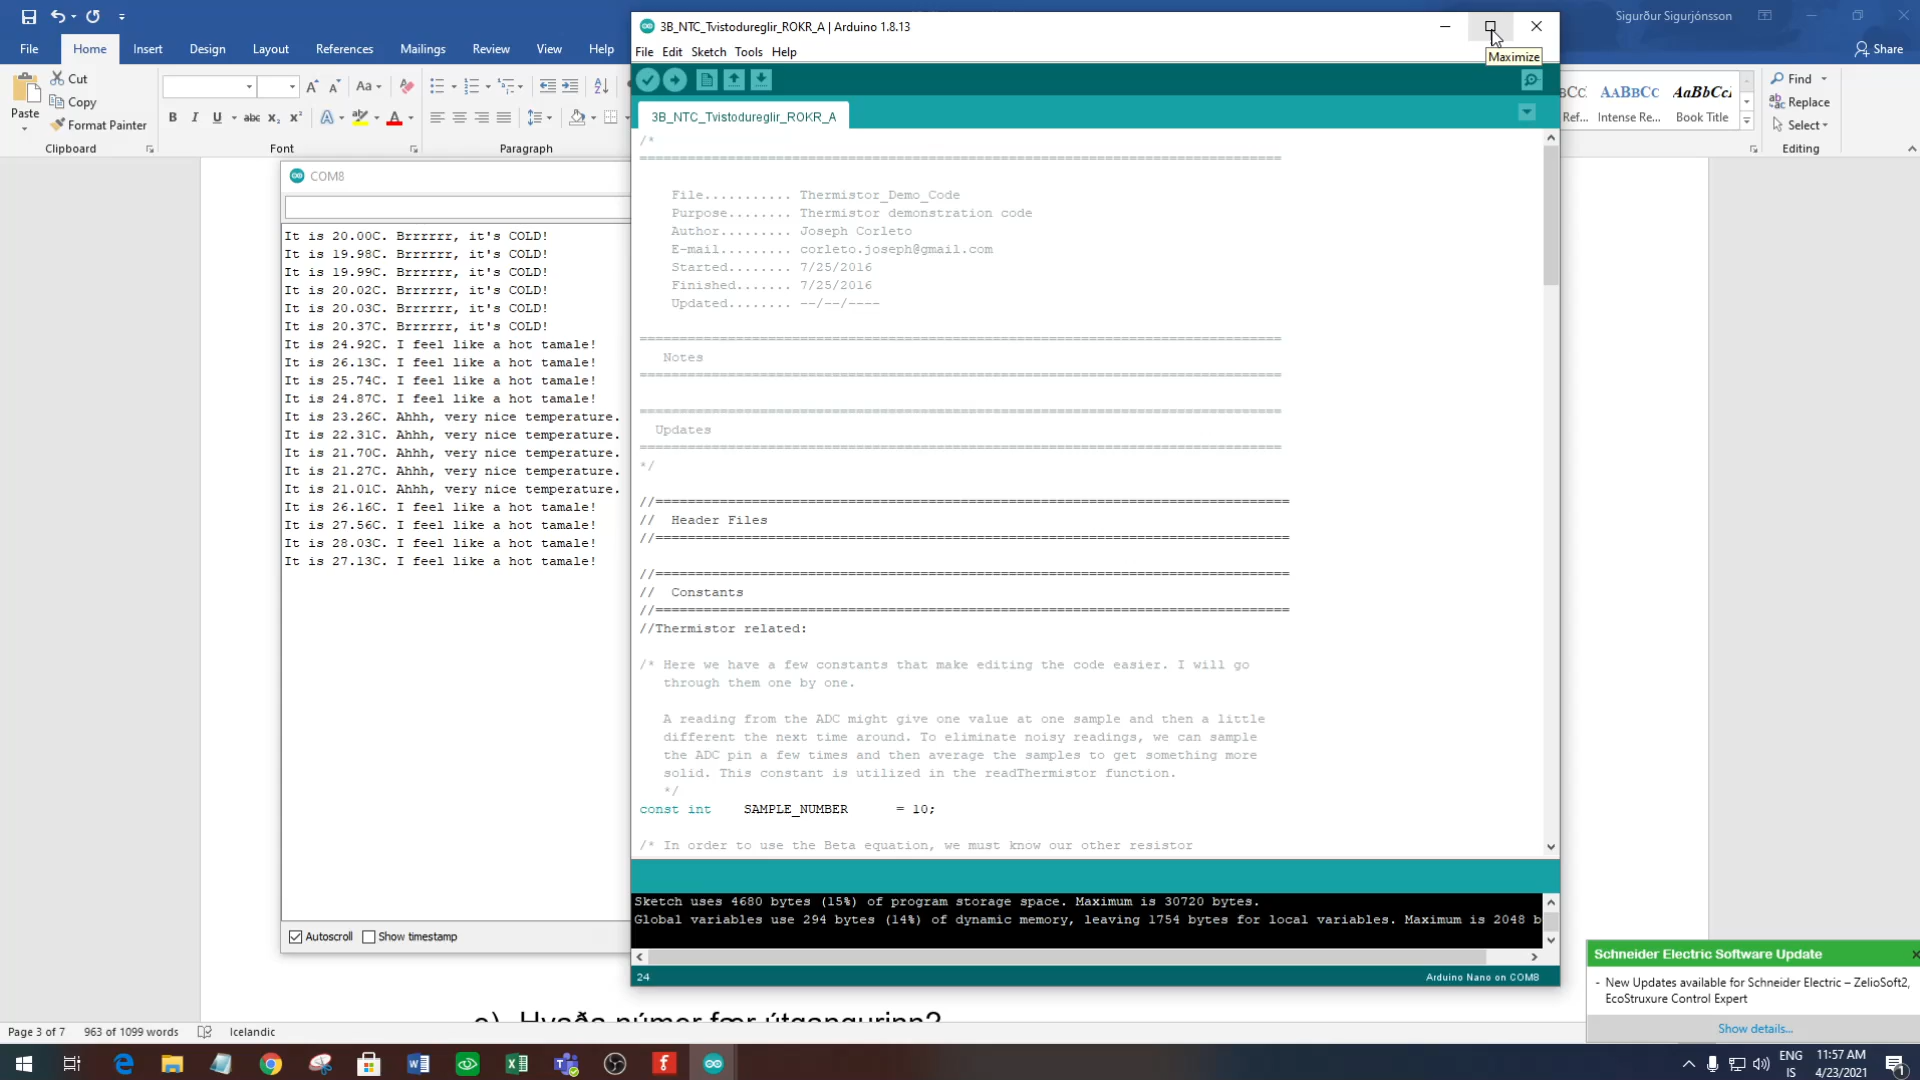 Sigurður Sigurjónsson
File Home Insert Design Layout References Mailings Review View Help
Share
Paste
Cut
Copy
Format Painter
Clipboard
Aa
B I U abc X₂ X²
Font
Paragraph
AaBbCc AaBbCc
Ref... Intense Re... Book Title
Find
Replace
Select
Editing
COM8
It is 20.00C. Brrrrrr, it's COLD!
It is 19.98C. Brrrrrr, it's COLD!
It is 19.99C. Brrrrrr, it's COLD!
It is 20.02C. Brrrrrr, it's COLD!
It is 20.03C. Brrrrrr, it's COLD!
It is 20.37C. Brrrrrr, it's COLD!
It is 24.92C. I feel like a hot tamale!
It is 26.13C. I feel like a hot tamale!
It is 25.74C. I feel like a hot tamale!
It is 24.87C. I feel like a hot tamale!
It is 23.26C. Ahhh, very nice temperature.
It is 22.31C. Ahhh, very nice temperature.
It is 21.70C. Ahhh, very nice temperature.
It is 21.27C. Ahhh, very nice temperature.
It is 21.01C. Ahhh, very nice temperature.
It is 26.16C. I feel like a hot tamale!
It is 27.56C. I feel like a hot tamale!
It is 28.03C. I feel like a hot tamale!
It is 27.13C. I feel like a hot tamale!
Autoscroll Show timestamp
3B_NTC_Tvistodureglir_ROKR_A | Arduino 1.8.13
Maximize
File Edit Sketch Tools Help
3B_NTC_Tvistodureglir_ROKR_A
/*
================================================================================
File........... Thermistor_Demo_Code
Purpose........ Thermistor demonstration code
Author......... Joseph Corleto
E-mail......... corleto.joseph@gmail.com
Started........ 7/25/2016
Finished....... 7/25/2016
Updated........ --/--/----
================================================================================
Notes
================================================================================
================================================================================
Updates
================================================================================
*/
//===============================================================================
// Header Files
//===============================================================================
//===============================================================================
// Constants
//===============================================================================
//Thermistor related:
/* Here we have a few constants that make editing the code easier. I will go
through them one by one.
A reading from the ADC might give one value at one sample and then a little
different the next time around. To eliminate noisy readings, we can sample
the ADC pin a few times and then average the samples to get something more
solid. This constant is utilized in the readThermistor function.
*/
const int SAMPLE_NUMBER = 10;
/* In order to use the Beta equation, we must know our other resistor
Sketch uses 4680 bytes (15%) of program storage space. Maximum is 30720 bytes.
Global variables use 294 bytes (14%) of dynamic memory, leaving 1754 bytes for local variables. Maximum is 2048 b
24
Arduino Nano on COM8
Schneider Electric Software Update
- New Updates available for Schneider Electric – ZelioSoft2,
EcoStruxure Control Expert
Show details...
Page 3 of 7 963 of 1099 words Icelandic
ENG
IS
11:57 AM
4/23/2021
1